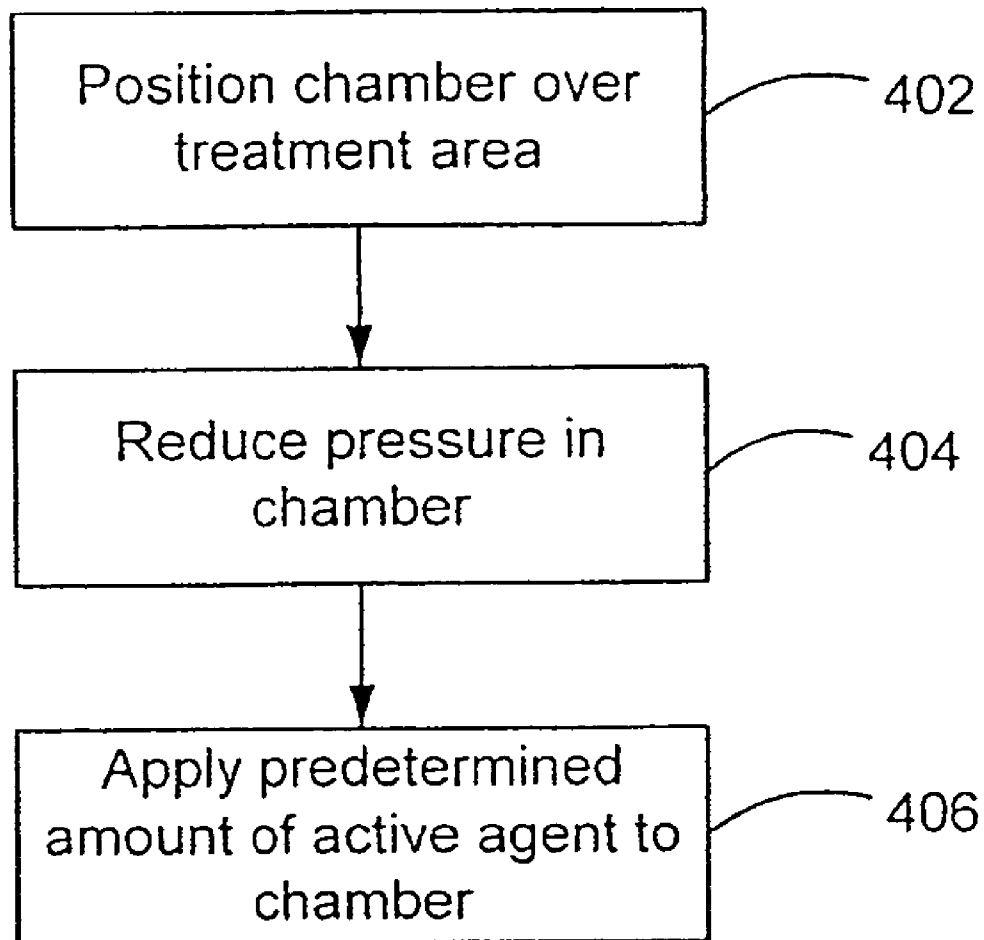 Position chamber over
treatment area
402
Reduce pressure in
chamber
404
Apply predetermined
amount of active agent to
chamber
406